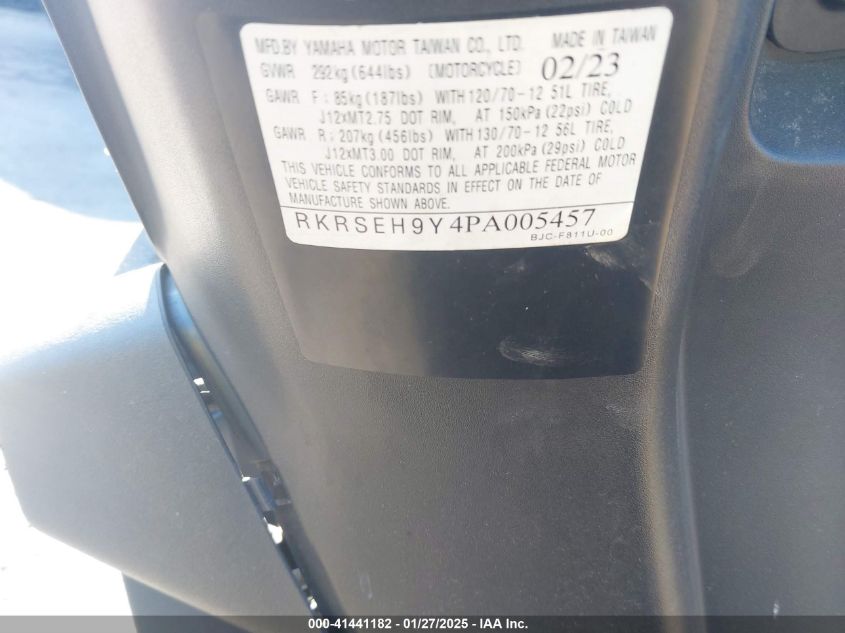 MFD.BY YAMAHA MOTOR TAIWAN CO., LTD. MADE IN TAIWAN
GVWR 292kg(644lbs) (MOTORCYCLE) 02/23
GAWR F: 85kg(187lbs) WITH 120/70-12 51L TIRE,
J12xMT2.75 DOT RIM, AT 150kPa(22psi) COLD
GAWR R: 207kg(456lbs) WITH 130/70-12 56L TIRE,
J12xMT3.00 DOT RIM, AT 200kPa(29psi) COLD
THIS VEHICLE CONFORMS TO ALL APPLICABLE FEDERAL MOTOR
VEHICLE SAFETY STANDARDS IN EFFECT ON THE DATE OF
MANUFACTURE SHOWN ABOVE.
RKRSEH9Y4PA005457
BJC-F811U-00
000-41441182 | 01/27/2025 - IAA Inc.